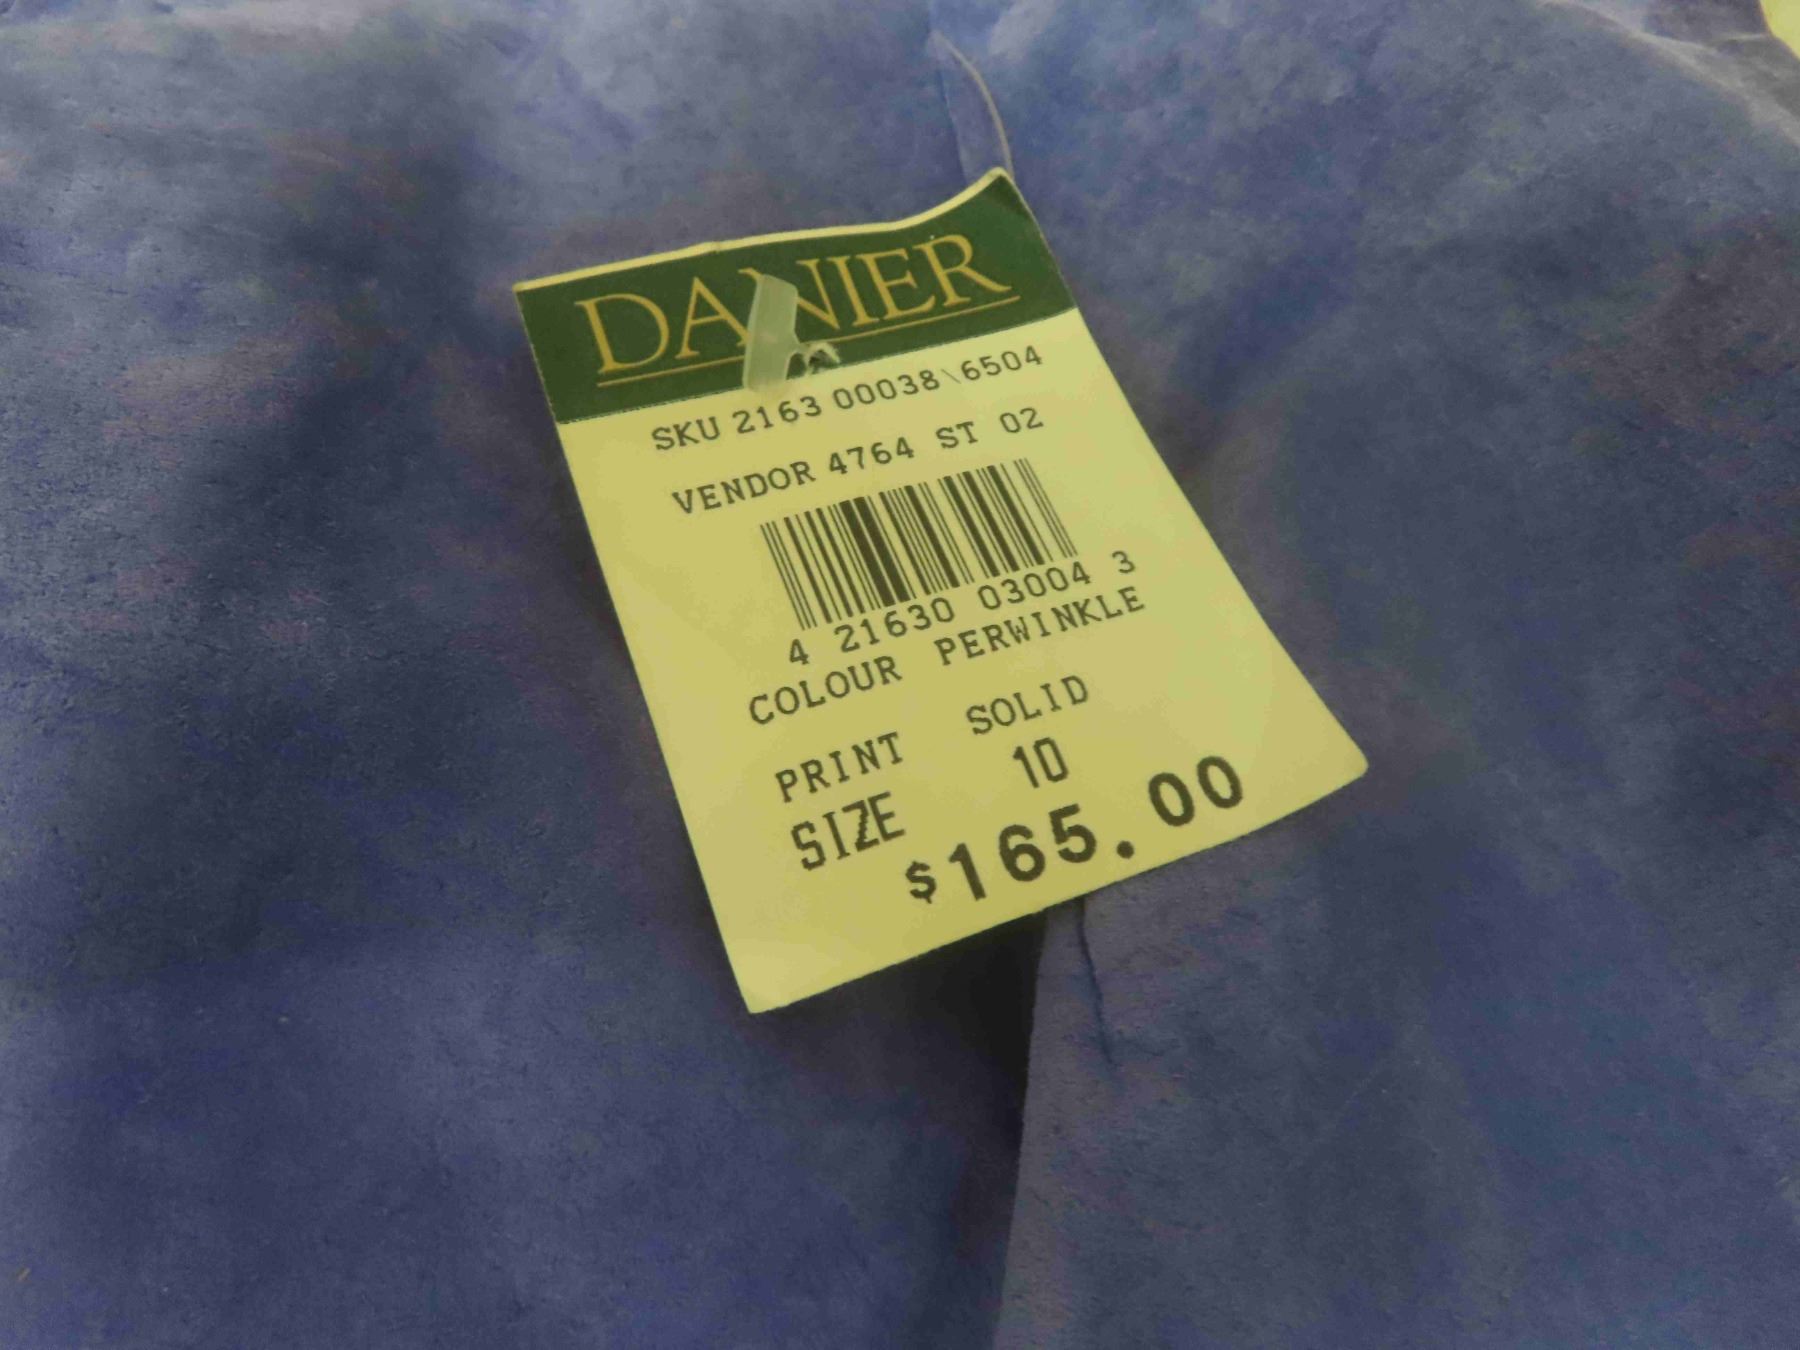 DANIER
SKU 2163 00038\6504
VENDOR 4764 ST 02
4 21630 03004 3
COLOUR PERWINKLE
PRINT SOLID
SIZE 10
$165.00